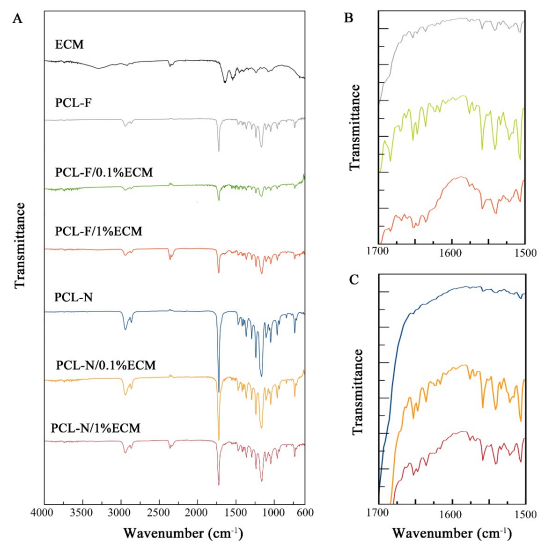 A
ECM
PCL-F
PCL-F/0.1%ECM
PCL-F/1%ECM
PCL-N
PCL-N/0.1%ECM
PCL-N/1%ECM
Transmittance
4000 3500 3000 2500 2000 1500 1000 600
Wavenumber (cm-1)
B
Transmittance
1700 1600 1500
C
Transmittance
1700 1600 1500
Wavenumber (cm-1)